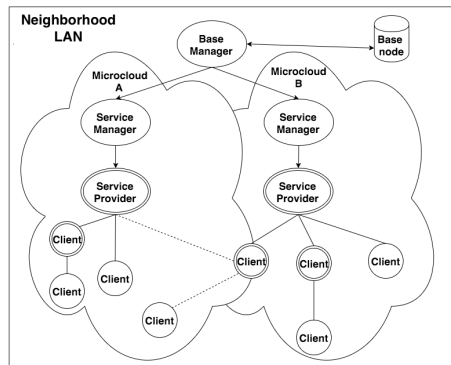 Neighborhood
LAN
Base
Manager
Base
node
Microcloud
A
Microcloud
B
Service
Manager
Service
Manager
Service
Provider
Service
Provider
Client
Client
Client
Client
Client
Client
Client
Client